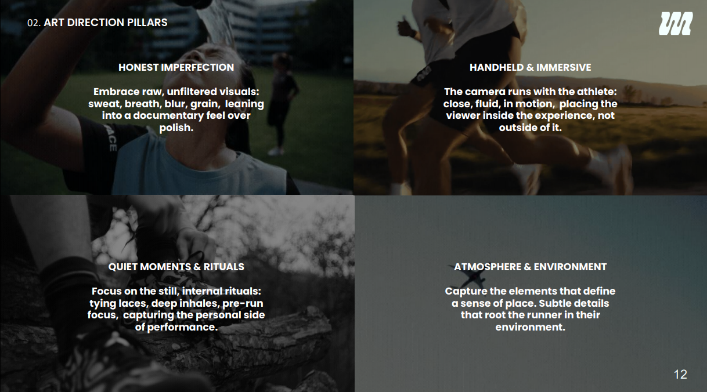 02. ART DIRECTION PILLARS
HONEST IMPERFECTION
Embrace raw, unfiltered visuals:
sweat, breath, blur, grain, leaning
into a documentary feel over
polish.
HANDHELD & IMMERSIVE
The camera runs with the athlete:
close, fluid, in motion, placing the
viewer inside the experience, not
outside of it.
QUIET MOMENTS & RITUALS
Focus on the still, internal rituals:
tying laces, deep inhales, pre-run
focus, capturing the personal side
of performance.
ATMOSPHERE & ENVIRONMENT
Capture the elements that define
a sense of place. Subtle details
that root the runner in their
environment.
12